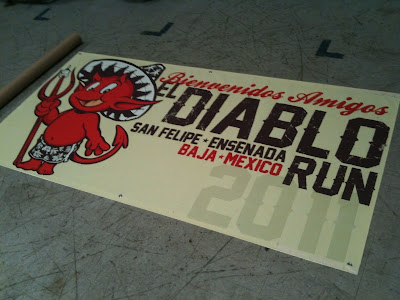 Bienvenidos Amigos
EL DIABLO
SAN FELIPE • ENSENADA
BAJA • MEXICO
RUN
2011